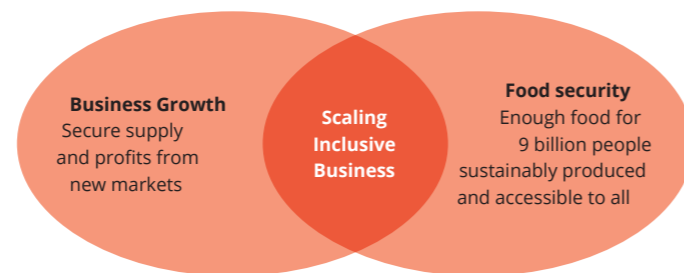 Business Growth
Secure supply
and profits from
new markets
Scaling
Inclusive
Business
Food security
Enough food for
9 billion people
sustainably produced
and accessible to all